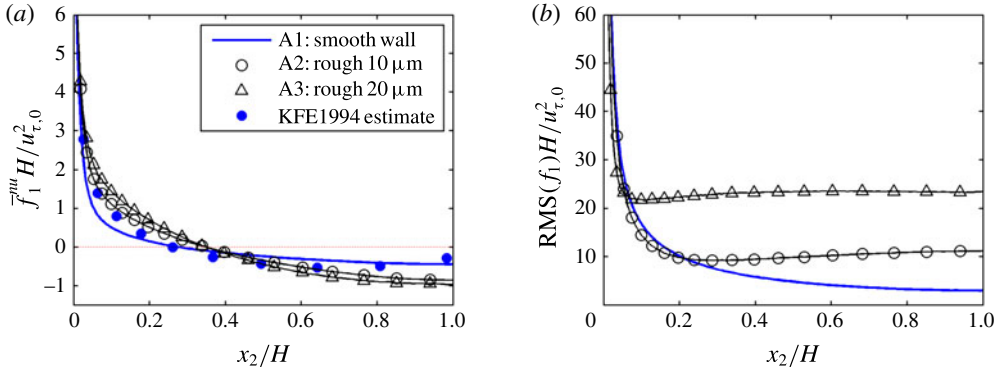 (a)
6
5
4
3
2
1
0
−1
0
0.2
0.4
0.6
0.8
1.0
x₂/H
f̄₁ⁿᵘ H/u²τ,0
A1: smooth wall
A2: rough 10 μm
A3: rough 20 μm
KFE1994 estimate
(b)
60
50
40
30
20
10
0
0.2
0.4
0.6
0.8
1.0
x₂/H
RMS(f₁)H/u²τ,0